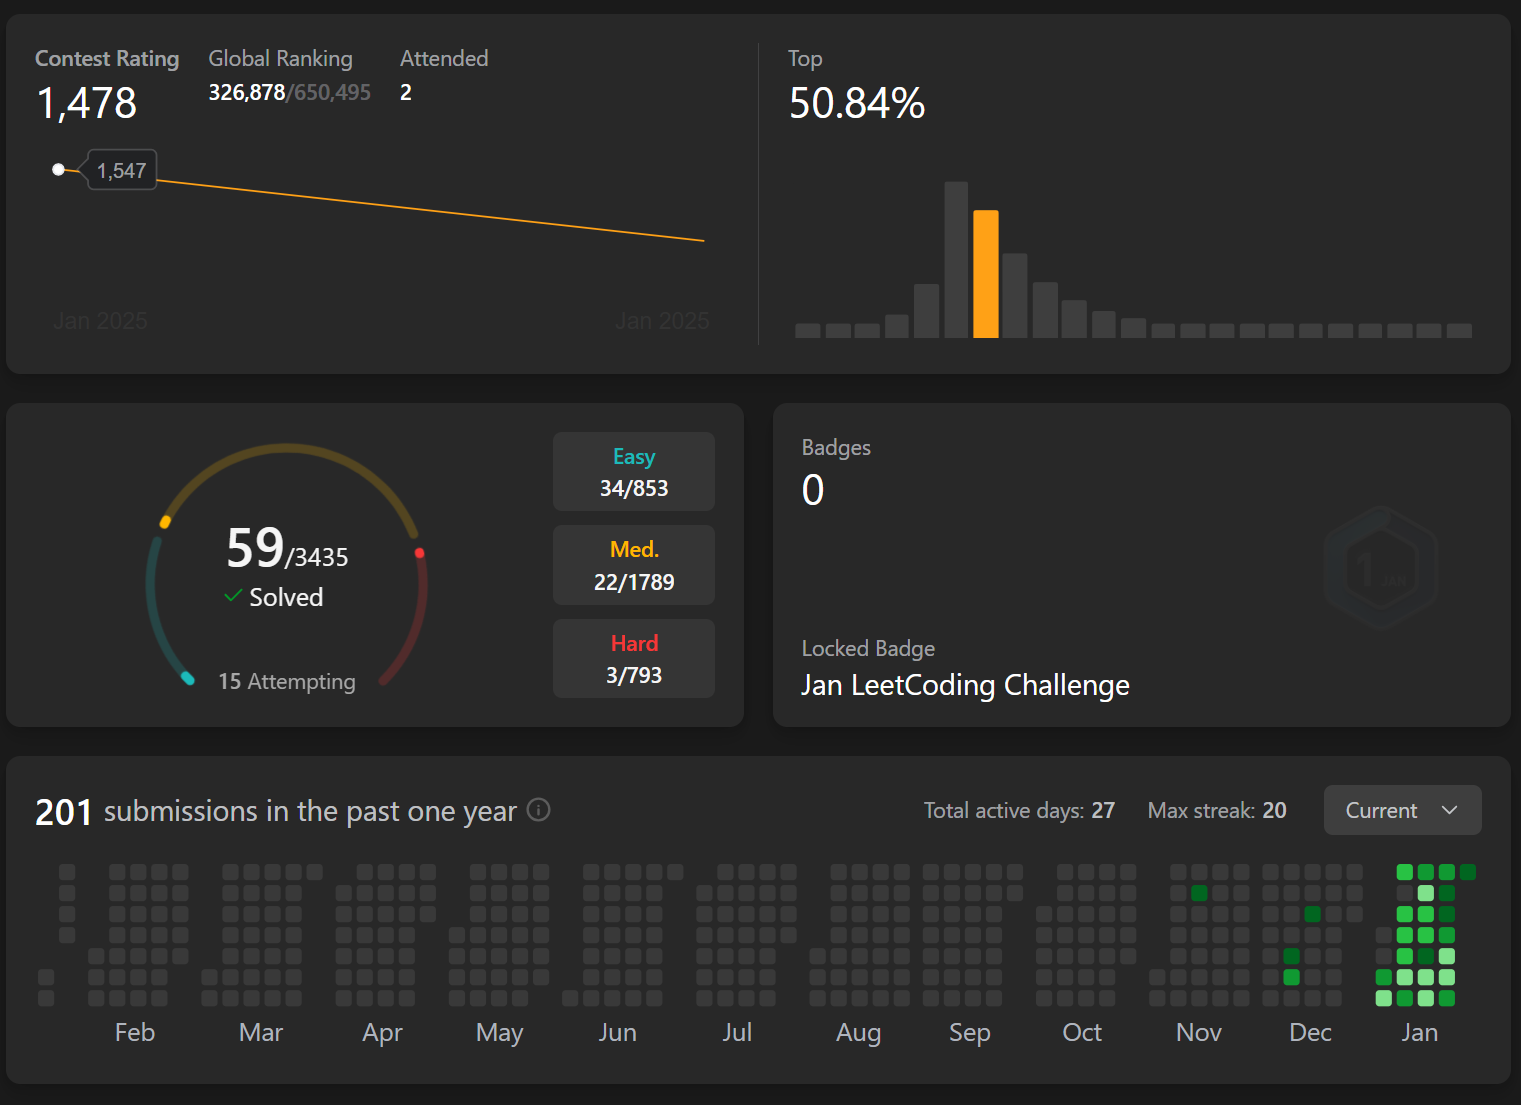 Contest Rating
1,478
Global Ranking
326,878/650,495
Attended
2
1,547
Jan 2025
Jan 2025
Top
50.84%
59/3435
Solved
15 Attempting
Easy
34/853
Med.
22/1789
Hard
3/793
Badges
0
1
JAN
Locked Badge
Jan LeetCoding Challenge
201 submissions in the past one year
Total active days: 27
Max streak: 20
Current
Feb
Mar
Apr
May
Jun
Jul
Aug
Sep
Oct
Nov
Dec
Jan